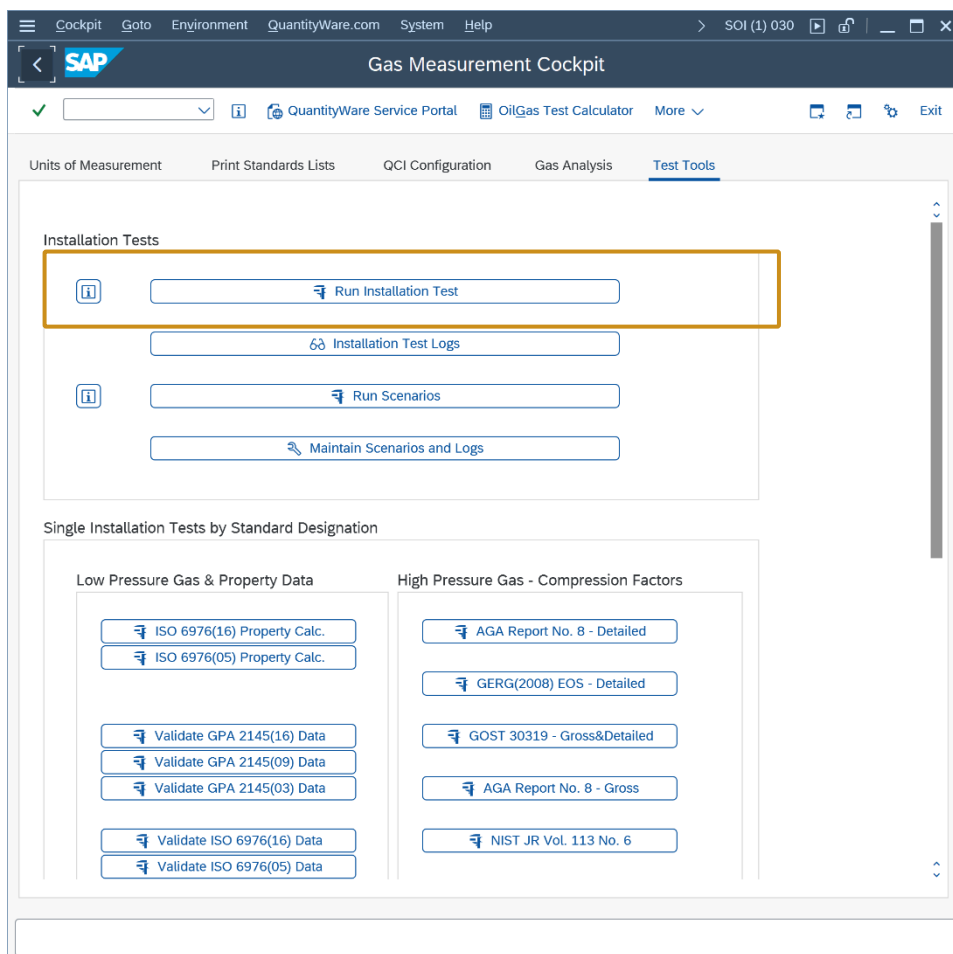 Cockpit Goto Environment QuantityWare.com System Help SOI (1) 030
SAP Gas Measurement Cockpit
QuantityWare Service Portal OilGas Test Calculator More Exit
Units of Measurement Print Standards Lists QCI Configuration Gas Analysis Test Tools
Installation Tests
Run Installation Test
Installation Test Logs
Run Scenarios
Maintain Scenarios and Logs
Single Installation Tests by Standard Designation
Low Pressure Gas & Property Data High Pressure Gas - Compression Factors
ISO 6976(16) Property Calc. AGA Report No. 8 - Detailed
ISO 6976(05) Property Calc.
GERG(2008) EOS - Detailed
Validate GPA 2145(16) Data GOST 30319 - Gross&Detailed
Validate GPA 2145(09) Data
Validate GPA 2145(03) Data AGA Report No. 8 - Gross
Validate ISO 6976(16) Data NIST JR Vol. 113 No. 6
Validate ISO 6976(05) Data